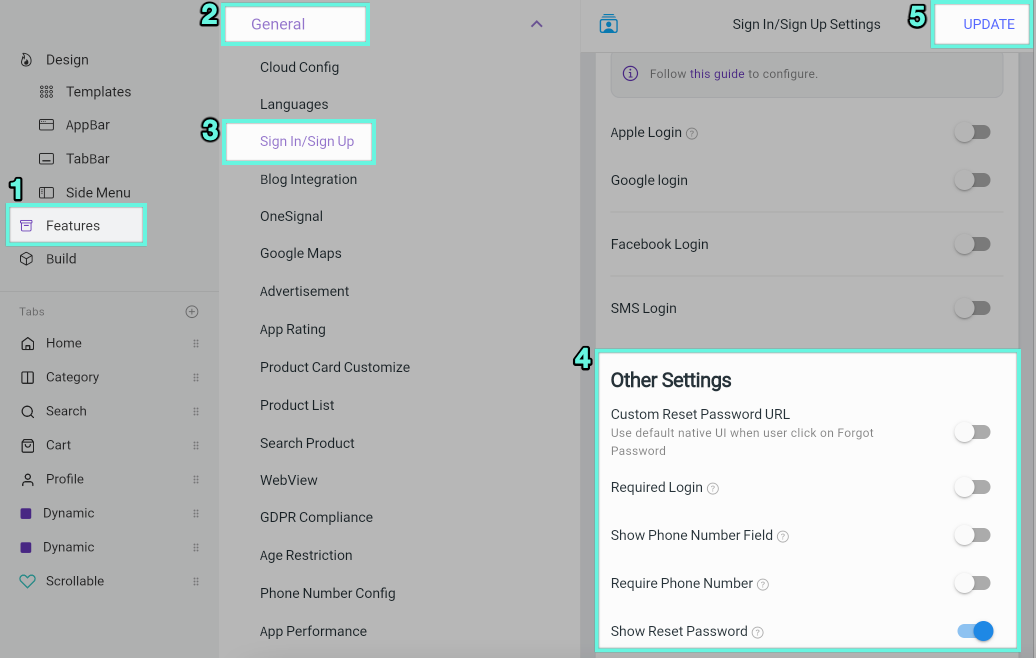 1
2
3
4
5
Design
Templates
AppBar
TabBar
Side Menu
Features
Build
Tabs
Home
Category
Search
Cart
Profile
Dynamic
Dynamic
Scrollable
General
Cloud Config
Languages
Sign In/Sign Up
Blog Integration
OneSignal
Google Maps
Advertisement
App Rating
Product Card Customize
Product List
Search Product
WebView
GDPR Compliance
Age Restriction
Phone Number Config
App Performance
Sign In/Sign Up Settings
UPDATE
Follow this guide to configure.
Apple Login
Google login
Facebook Login
SMS Login
Other Settings
Custom Reset Password URL
Use default native UI when user click on Forgot
Password
Required Login
Show Phone Number Field
Require Phone Number
Show Reset Password